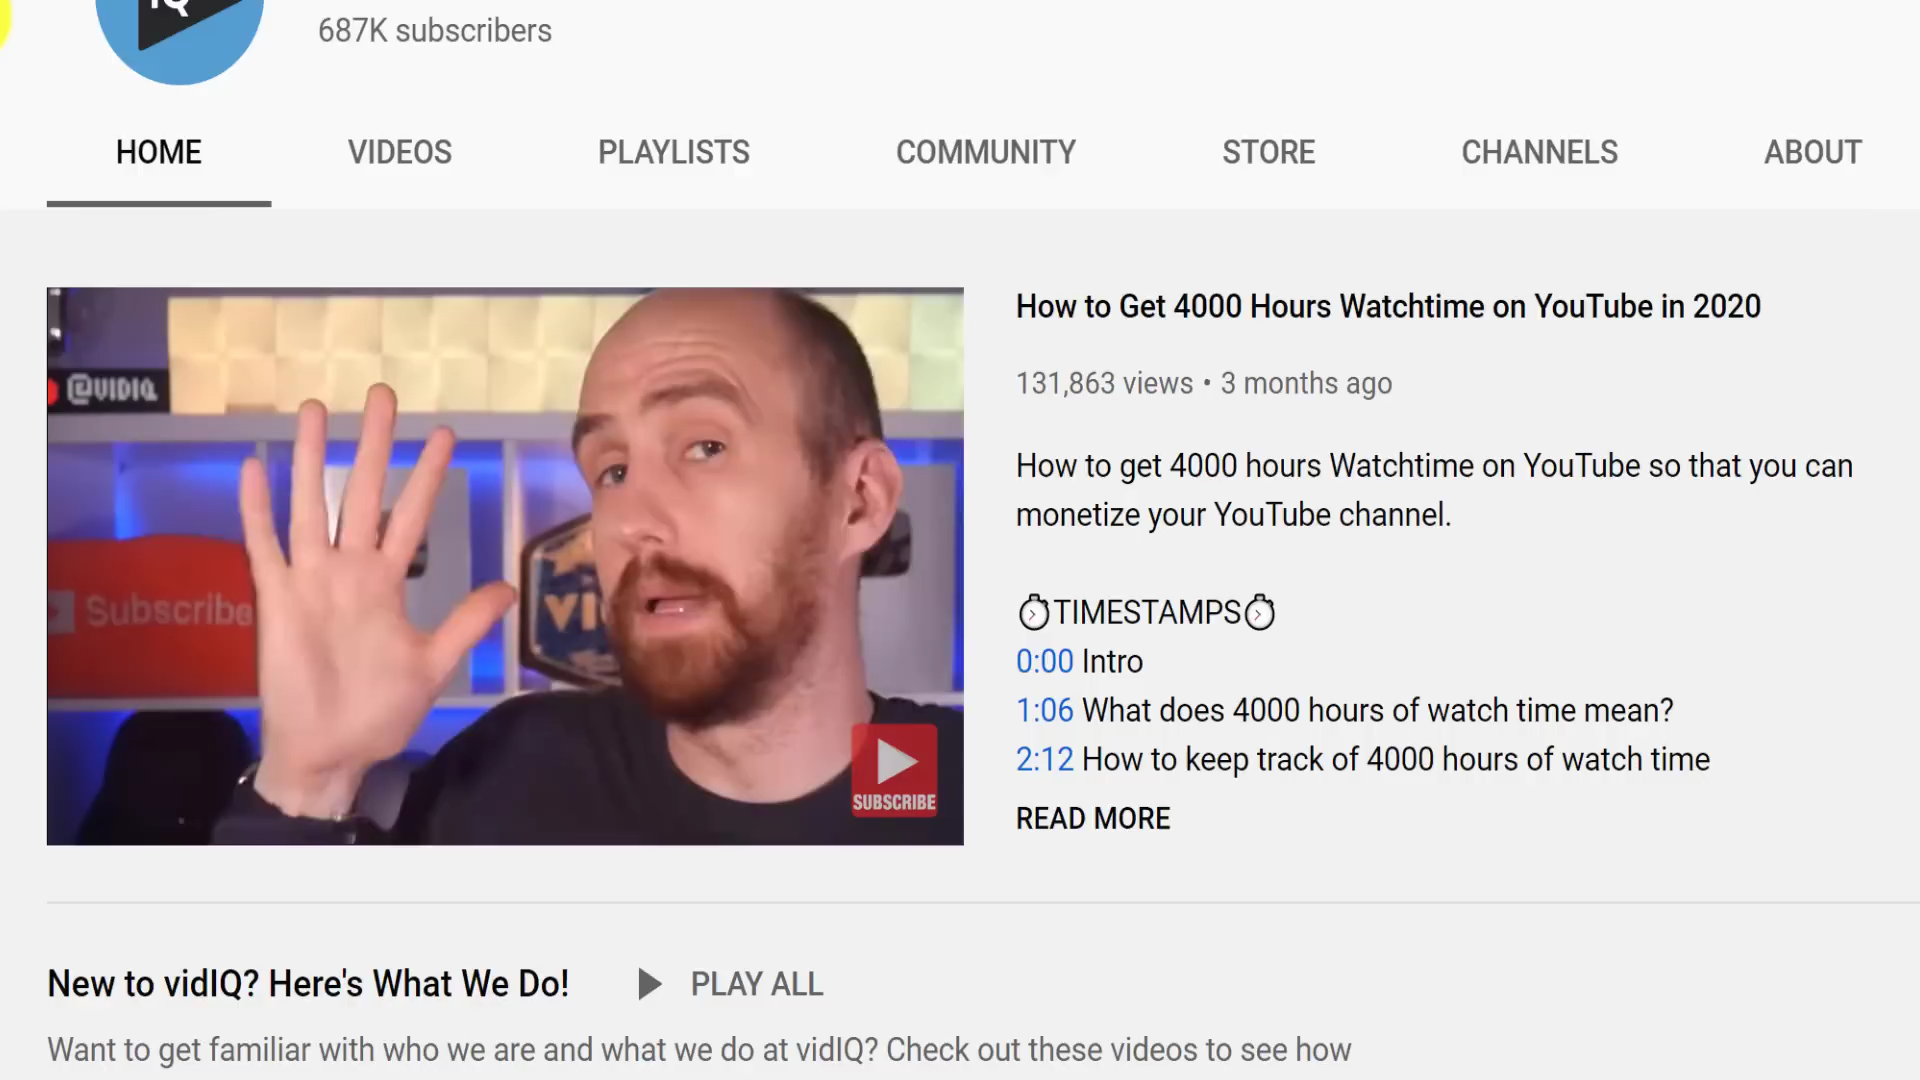 IQ
687K subscribers
HOME VIDEOS PLAYLISTS COMMUNITY STORE CHANNELS ABOUT
@VIDIQ
Subscribe
SUBSCRIBE
How to Get 4000 Hours Watchtime on YouTube in 2020
131,863 views • 3 months ago
How to get 4000 hours Watchtime on YouTube so that you can
monetize your YouTube channel.
⏱TIMESTAMPS⏱
0:00 Intro
1:06 What does 4000 hours of watch time mean?
2:12 How to keep track of 4000 hours of watch time
READ MORE
New to vidIQ? Here's What We Do! PLAY ALL
Want to get familiar with who we are and what we do at vidIQ? Check out these videos to see how